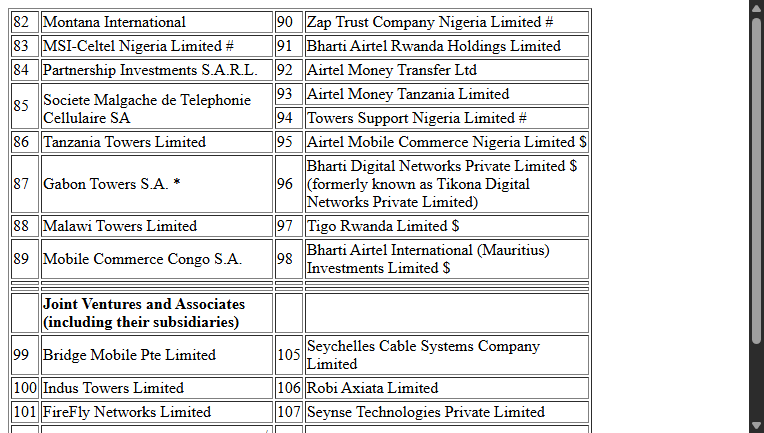 82 Montana International 90 Zap Trust Company Nigeria Limited #
83 MSI-Celtel Nigeria Limited # 91 Bharti Airtel Rwanda Holdings Limited
84 Partnership Investments S.A.R.L. 92 Airtel Money Transfer Ltd
85 Societe Malgache de Telephonie
Cellulaire SA
93 Airtel Money Tanzania Limited
94 Towers Support Nigeria Limited #
86 Tanzania Towers Limited 95 Airtel Mobile Commerce Nigeria Limited $
87 Gabon Towers S.A. * 96 Bharti Digital Networks Private Limited $
(formerly known as Tikona Digital
Networks Private Limited)
88 Malawi Towers Limited 97 Tigo Rwanda Limited $
89 Mobile Commerce Congo S.A. 98 Bharti Airtel International (Mauritius)
Investments Limited $
Joint Ventures and Associates
(including their subsidiaries)
99 Bridge Mobile Pte Limited 105 Seychelles Cable Systems Company
Limited
100 Indus Towers Limited 106 Robi Axiata Limited
101 FireFly Networks Limited 107 Seynse Technologies Private Limited